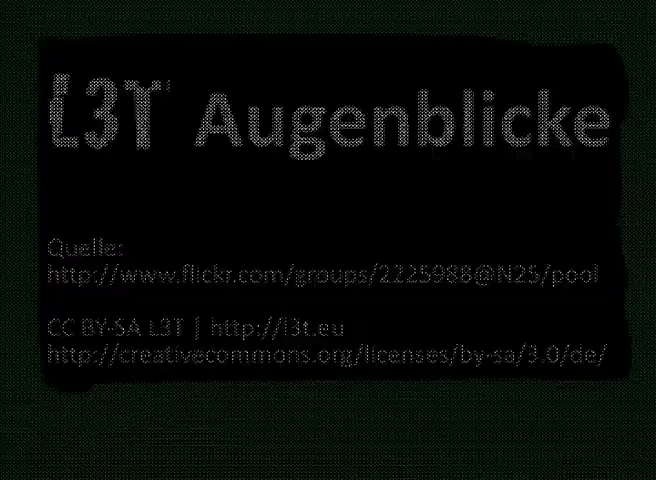 L3T Augenblicke
Quelle:
http://www.flickr.com/groups/2225988@N25/pool
CC BY-SA L3T | http://l3t.eu
http://creativecommons.org/licenses/by-sa/3.0/de/